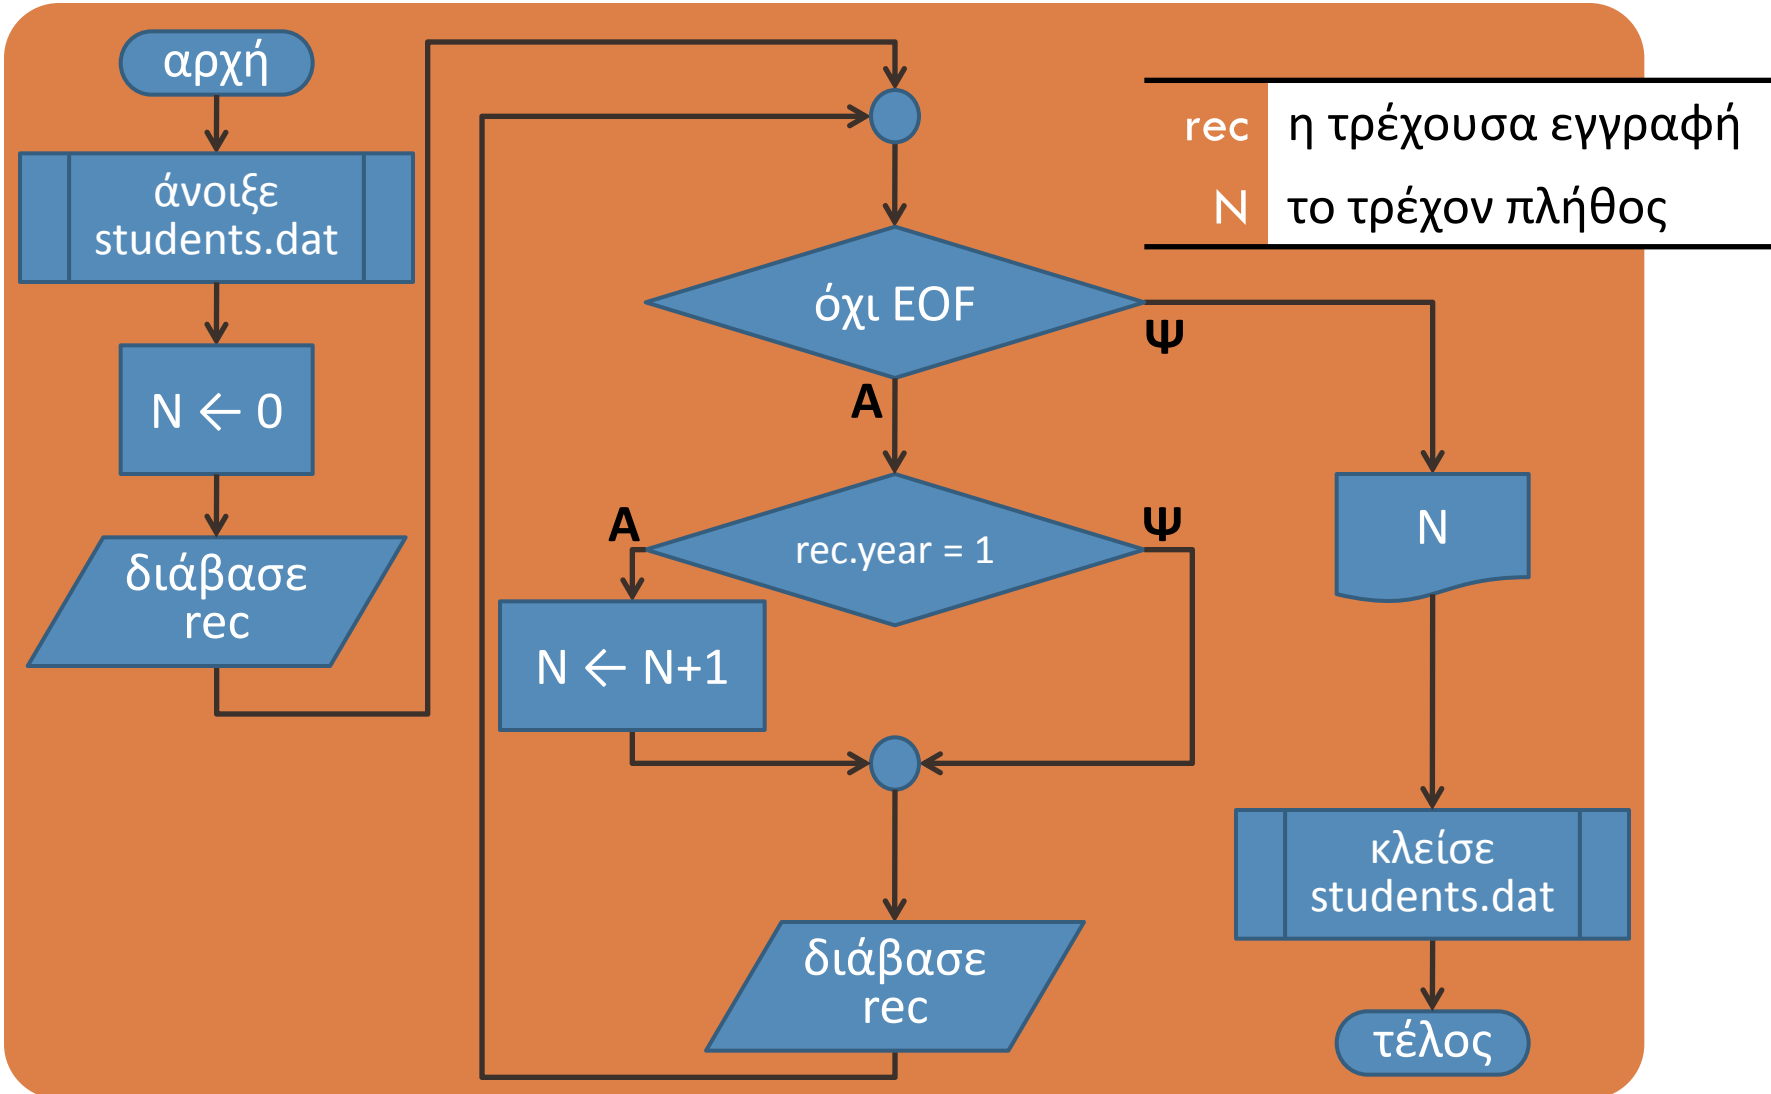 αρχή
άνοιξε
students.dat
N ← 0
διάβασε
rec
όχι EOF
Ψ
Α
rec.year = 1
Α
Ψ
N ← N+1
διάβασε
rec
N
κλείσε
students.dat
τέλος
rec η τρέχουσα εγγραφή
N το τρέχον πλήθος